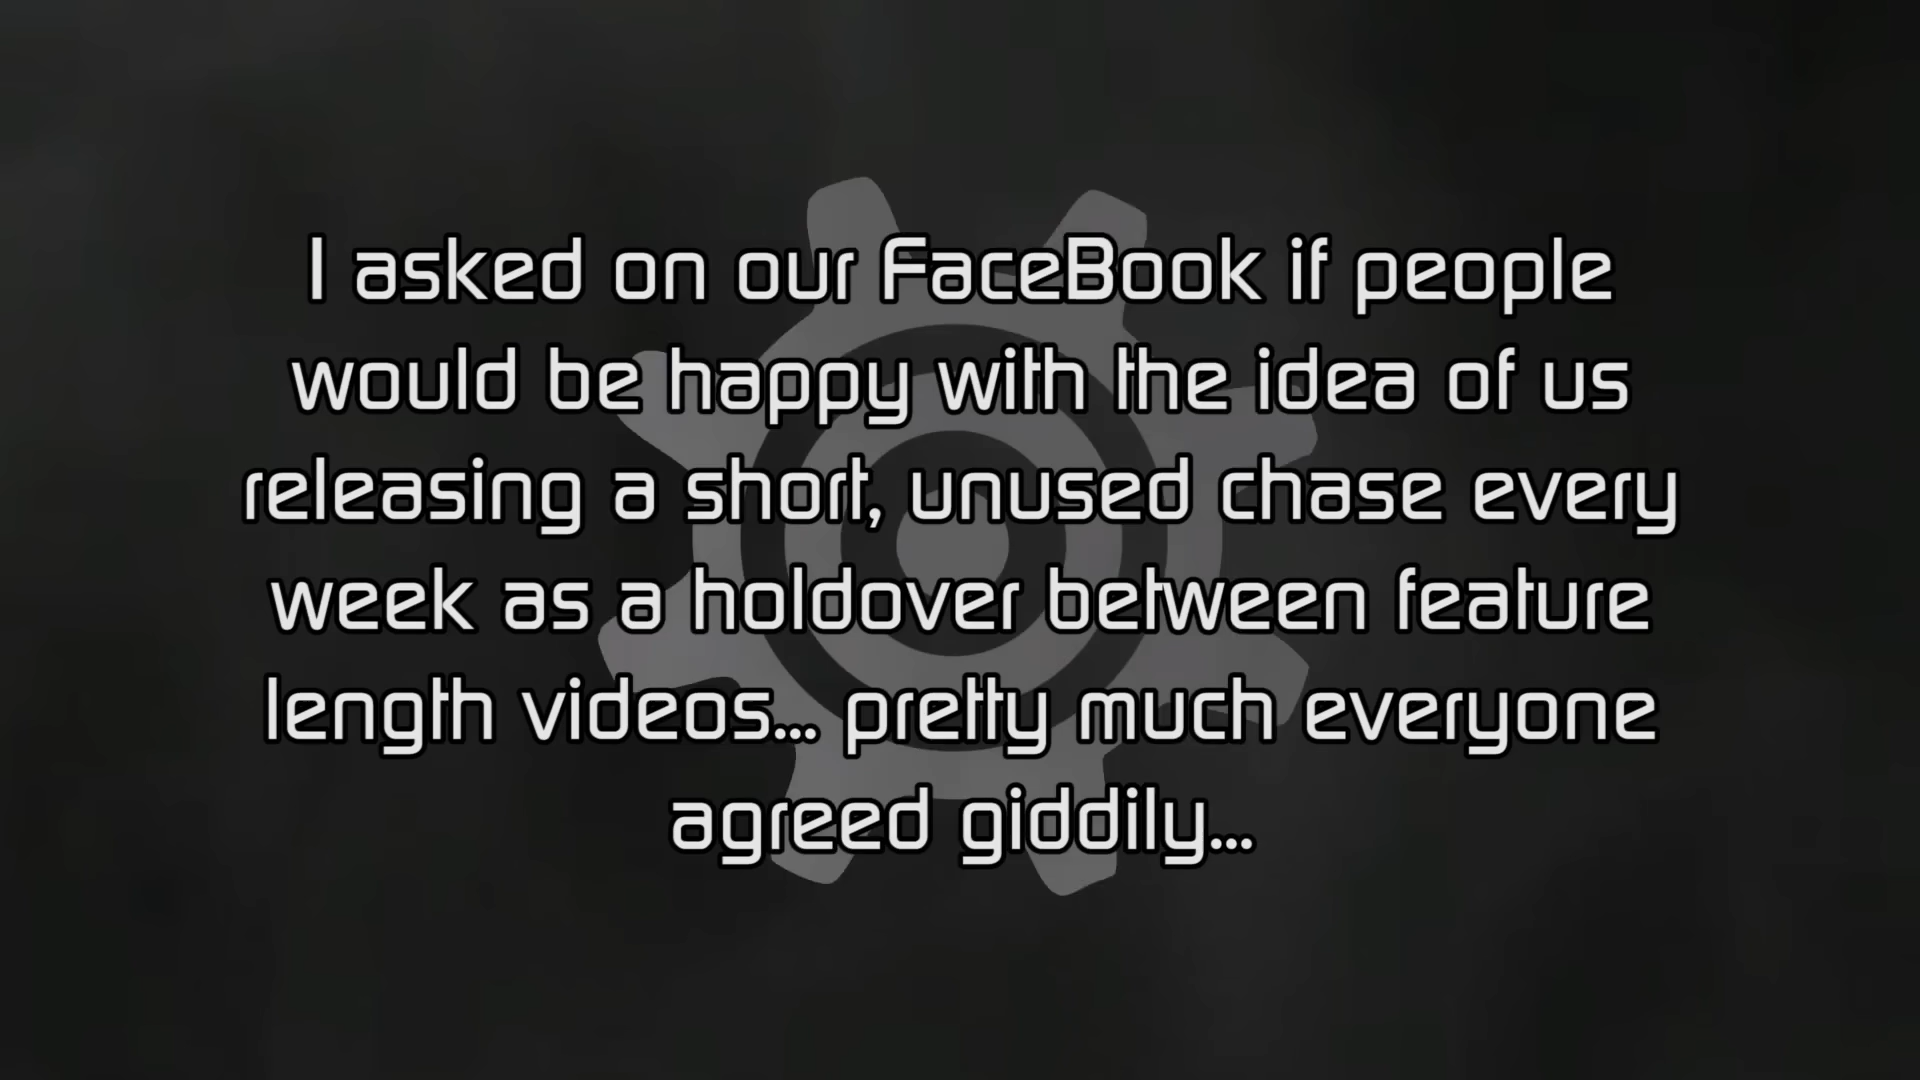 I asked on our FaceBook if people
would be happy with the idea of us
releasing a short, unused chase every
week as a holdover between feature
length videos... pretty much everyone
agreed giddily...